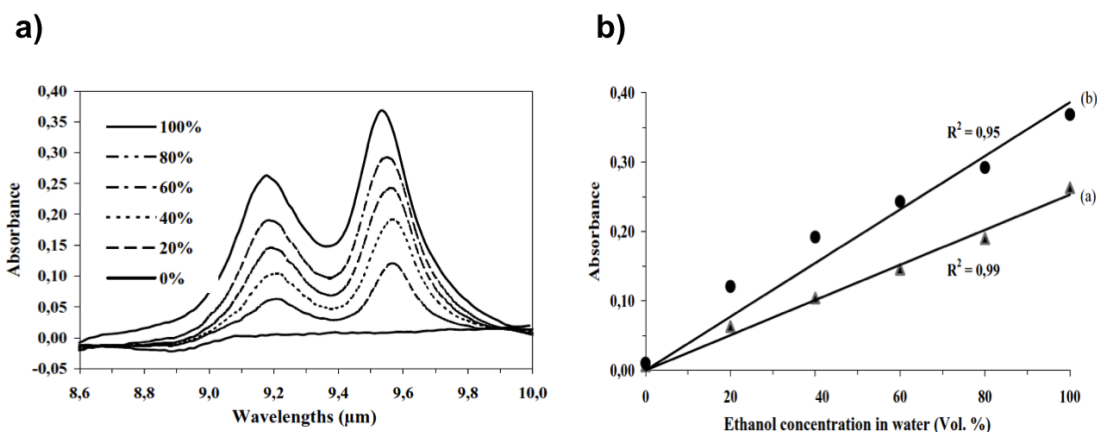 a)
0,40
0,35
0,30
0,25
0,20
0,15
0,10
0,05
0,00
-0,05
Absorbance
100%
80%
60%
40%
20%
0%
8,6 8,8 9,0 9,2 9,4 9,6 9,8 10,0
Wavelengths (µm)
b)
0,40
0,30
0,20
0,10
0,00
Absorbance
(b)
R² = 0,95
(a)
R² = 0,99
0 20 40 60 80 100
Ethanol concentration in water (Vol. %)